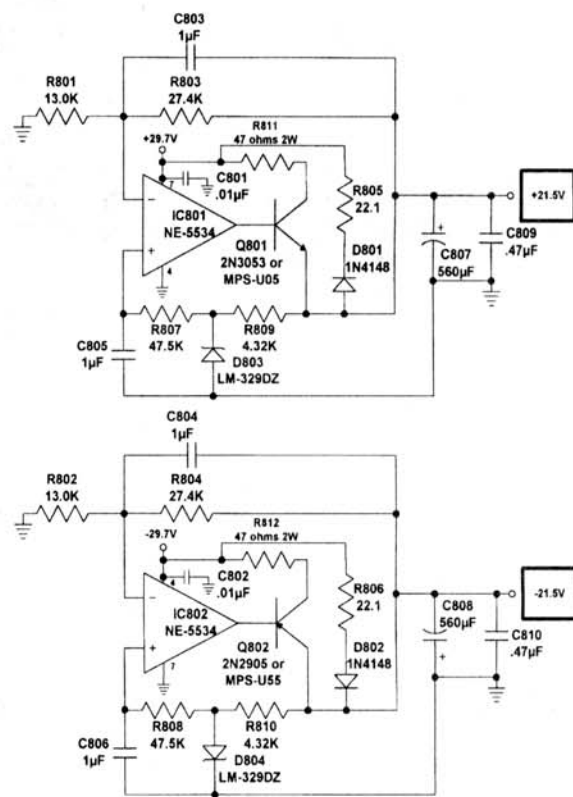 C803
1µF
R801
13.0K
R803
27.4K
R811
47 ohms 2W
+29.7V
7
C801
.01µF
R805
22.1
+21.5V
−
IC801
NE-5534
+
4
Q801
2N3053 or
MPS-U05
D801
1N4148
+
C807
560µF
C809
.47µF
R807
47.5K
R809
4.32K
C805
1µF
D803
LM-329DZ
C804
1µF
R802
13.0K
R804
27.4K
R812
47 ohms 2W
-29.7V
4
C802
.01µF
R806
22.1
-21.5V
−
IC802
NE-5534
+
7
Q802
2N2905 or
MPS-U55
D802
1N4148
C808
560µF
+
C810
.47µF
R808
47.5K
R810
4.32K
C806
1µF
D804
LM-329DZ